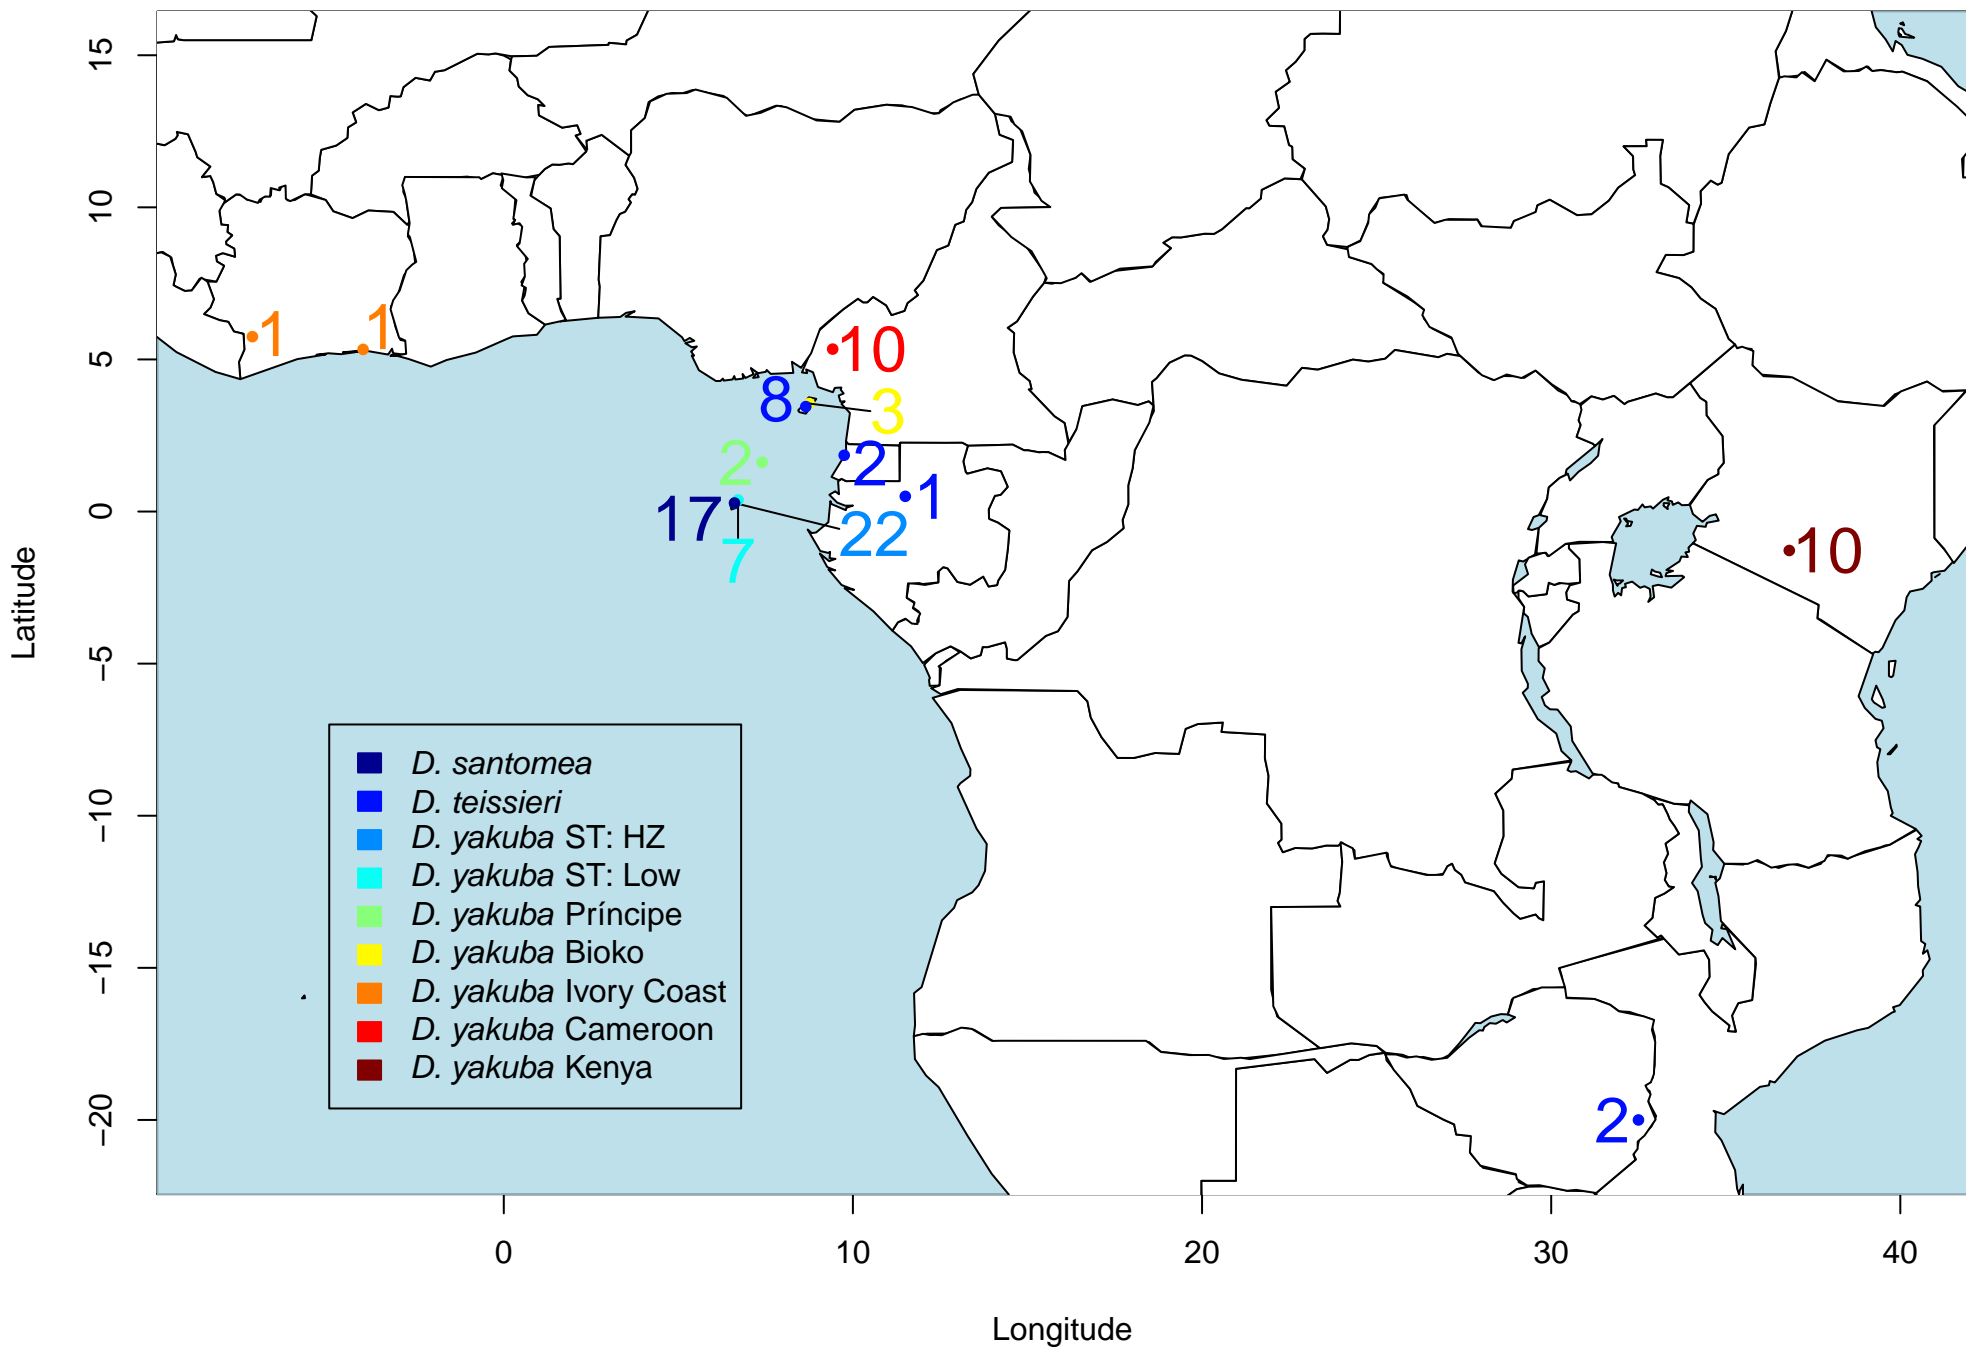 15
10
5
0
−5
−10
−15
−20
Latitude
1
1
10
8
3
2
2
1
17
22
7
10
2
D. santomea
D. teissieri
D. yakuba ST: HZ
D. yakuba ST: Low
D. yakuba Príncipe
D. yakuba Bioko
D. yakuba Ivory Coast
D. yakuba Cameroon
D. yakuba Kenya
0
10
20
30
40
Longitude